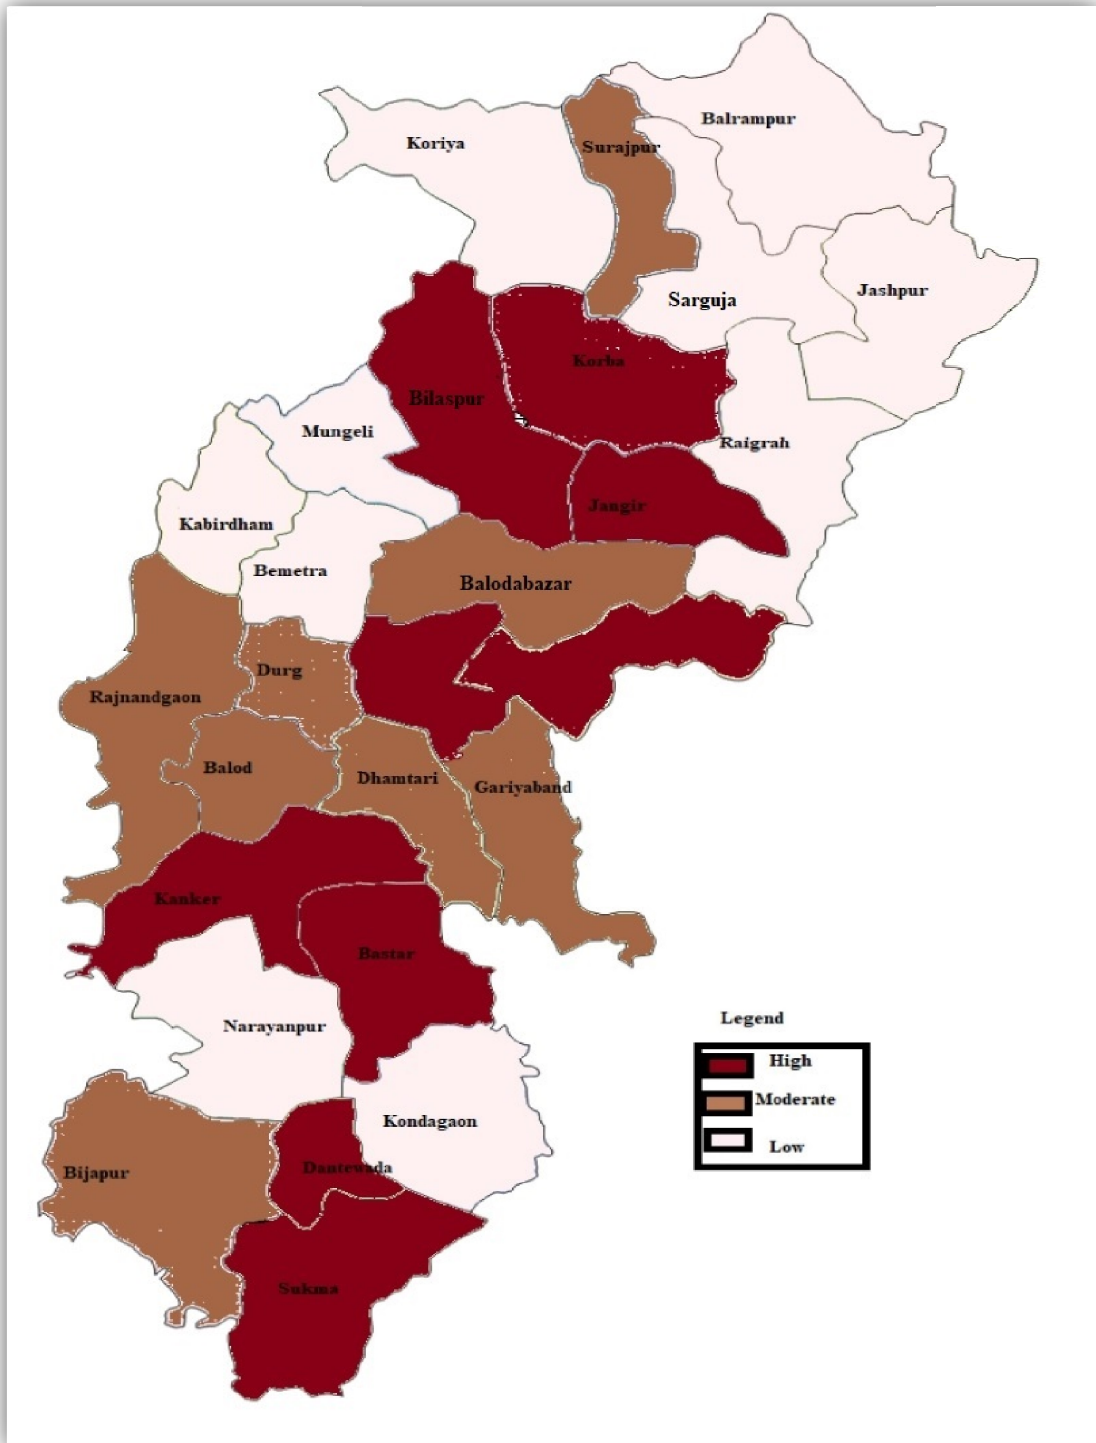 Balrampur
Koriya
Surajpur
Jashpur
Sarguja
Korba
Bilaspur
Mungeli
Raigrah
Jangir
Kabirdham
Bemetra
Balodabazar
Durg
Rajnandgaon
Balod
Dhamtari
Gariyaband
Kanker
Bastar
Narayanpur
Legend
High
Moderate
Kondagaon
Low
Dantewada
Bijapur
Sukma